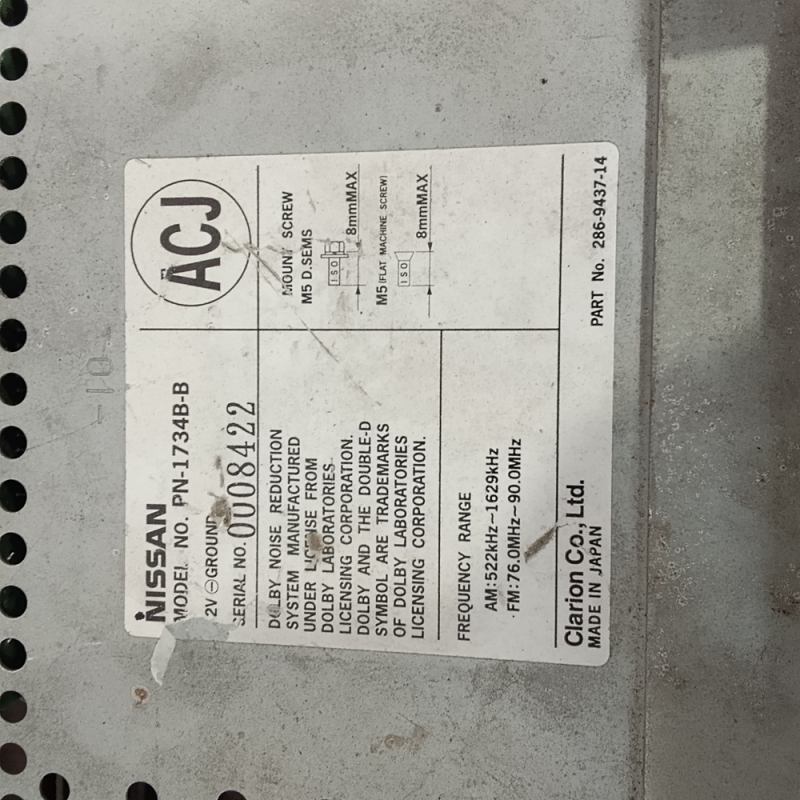 NISSAN
MODEL NO. PN-1734B-B
2V ⊖ GROUND
SERIAL NO. 0008422
ACJ
DOLBY NOISE REDUCTION
SYSTEM MANUFACTURED
UNDER LICENSE FROM
DOLBY LABORATORIES
LICENSING CORPORATION.
DOLBY AND THE DOUBLE-D
SYMBOL ARE TRADEMARKS
OF DOLBY LABORATORIES
LICENSING CORPORATION.
MOUNT SCREW
M5 D.SEMS
ISO
8mmMAX
M5(FLAT MACHINE SCREW)
ISO
8mmMAX
FREQUENCY RANGE
AM:522kHz~1629kHz
FM:76.0MHz~90.0MHz
Clarion Co., Ltd.
MADE IN JAPAN
PART No. 286-9437-14